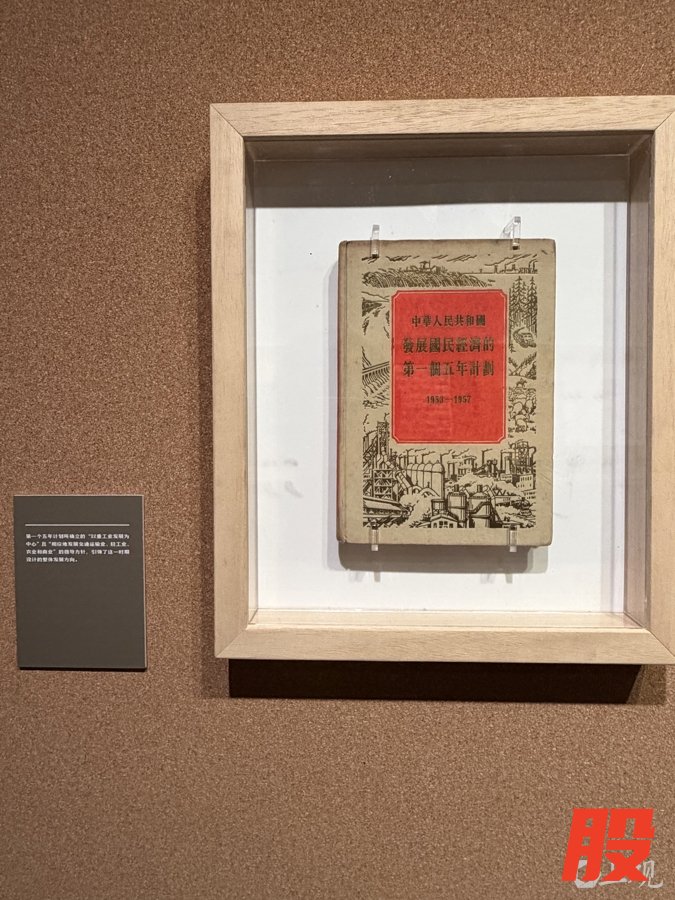 中華人民共和國
發展國民經濟的
第一個五年計劃
1953—1957
第一个五年计划所确立的“以重工业发展为
中心”且“相应地发展交通运输业、轻工业、
农业和商业”的指导方针，引领了这一时期
设计的整体发展方向。
股